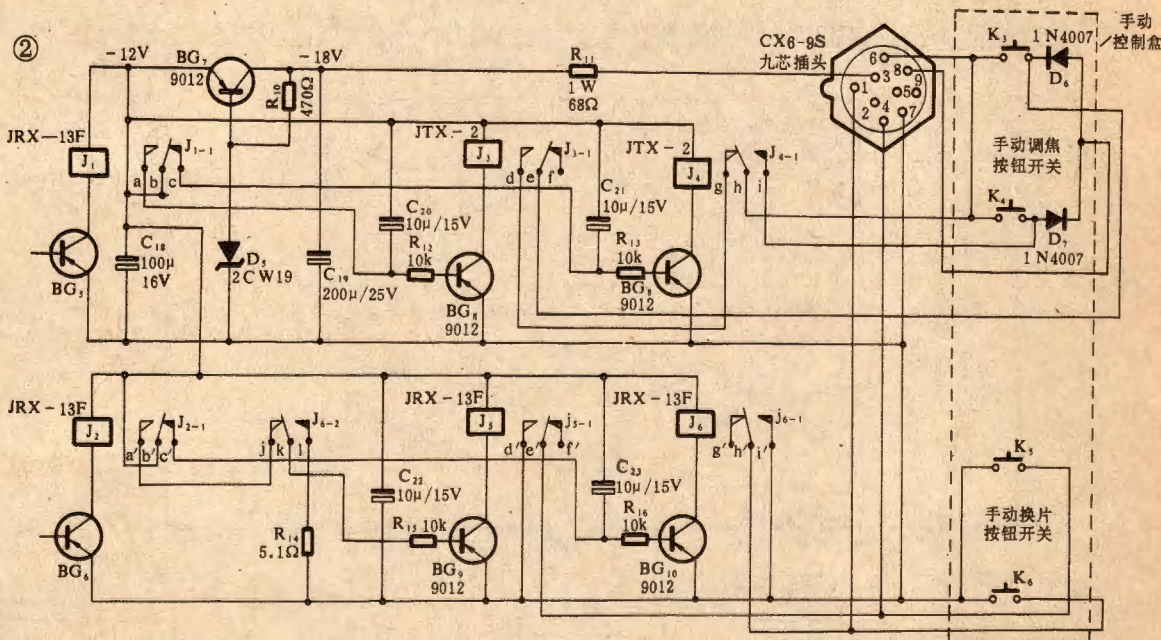 ②
-12V
BG₇
9012
-18V
R₁₀
470Ω
R₁₁
1W
68Ω
CX6-9S
九芯插头
6
8
3
9
1
5
2
4
7
手动
控制盒
K₃
1N4007
D₆
手动调焦
按钮开关
K₄
D₇
1N4007
JRX-13F
J₁
J₁₋₁
a
b
c
JTX-2
J₃
J₃₋₁
d
e
f
JTX-2
J₄
J₄₋₁
g
h
i
C₂₀
10μ/15V
R₁₂
10k
C₂₁
10μ/15V
R₁₃
10k
BG₅
C₁₈
100μ
16V
D₅
2CW19
C₁₉
200μ/25V
BG₈
9012
BG₈
9012
JRX-13F
J₂
J₂₋₁
a′
b′
c′
J₆₋₂
j
k
l
JRX-13F
J₅
j₅₋₁
d′
e′
f′
JRX-13F
J₆
j₆₋₁
g′
h′
i′
C₂₂
10μ/15V
C₂₃
10μ/15V
R₁₄
5.1Ω
R₁₅ 10k
R₁₆
10k
BG₆
BG₉
9012
BG₁₀
9012
K₅
手动换片
按钮开关
K₆